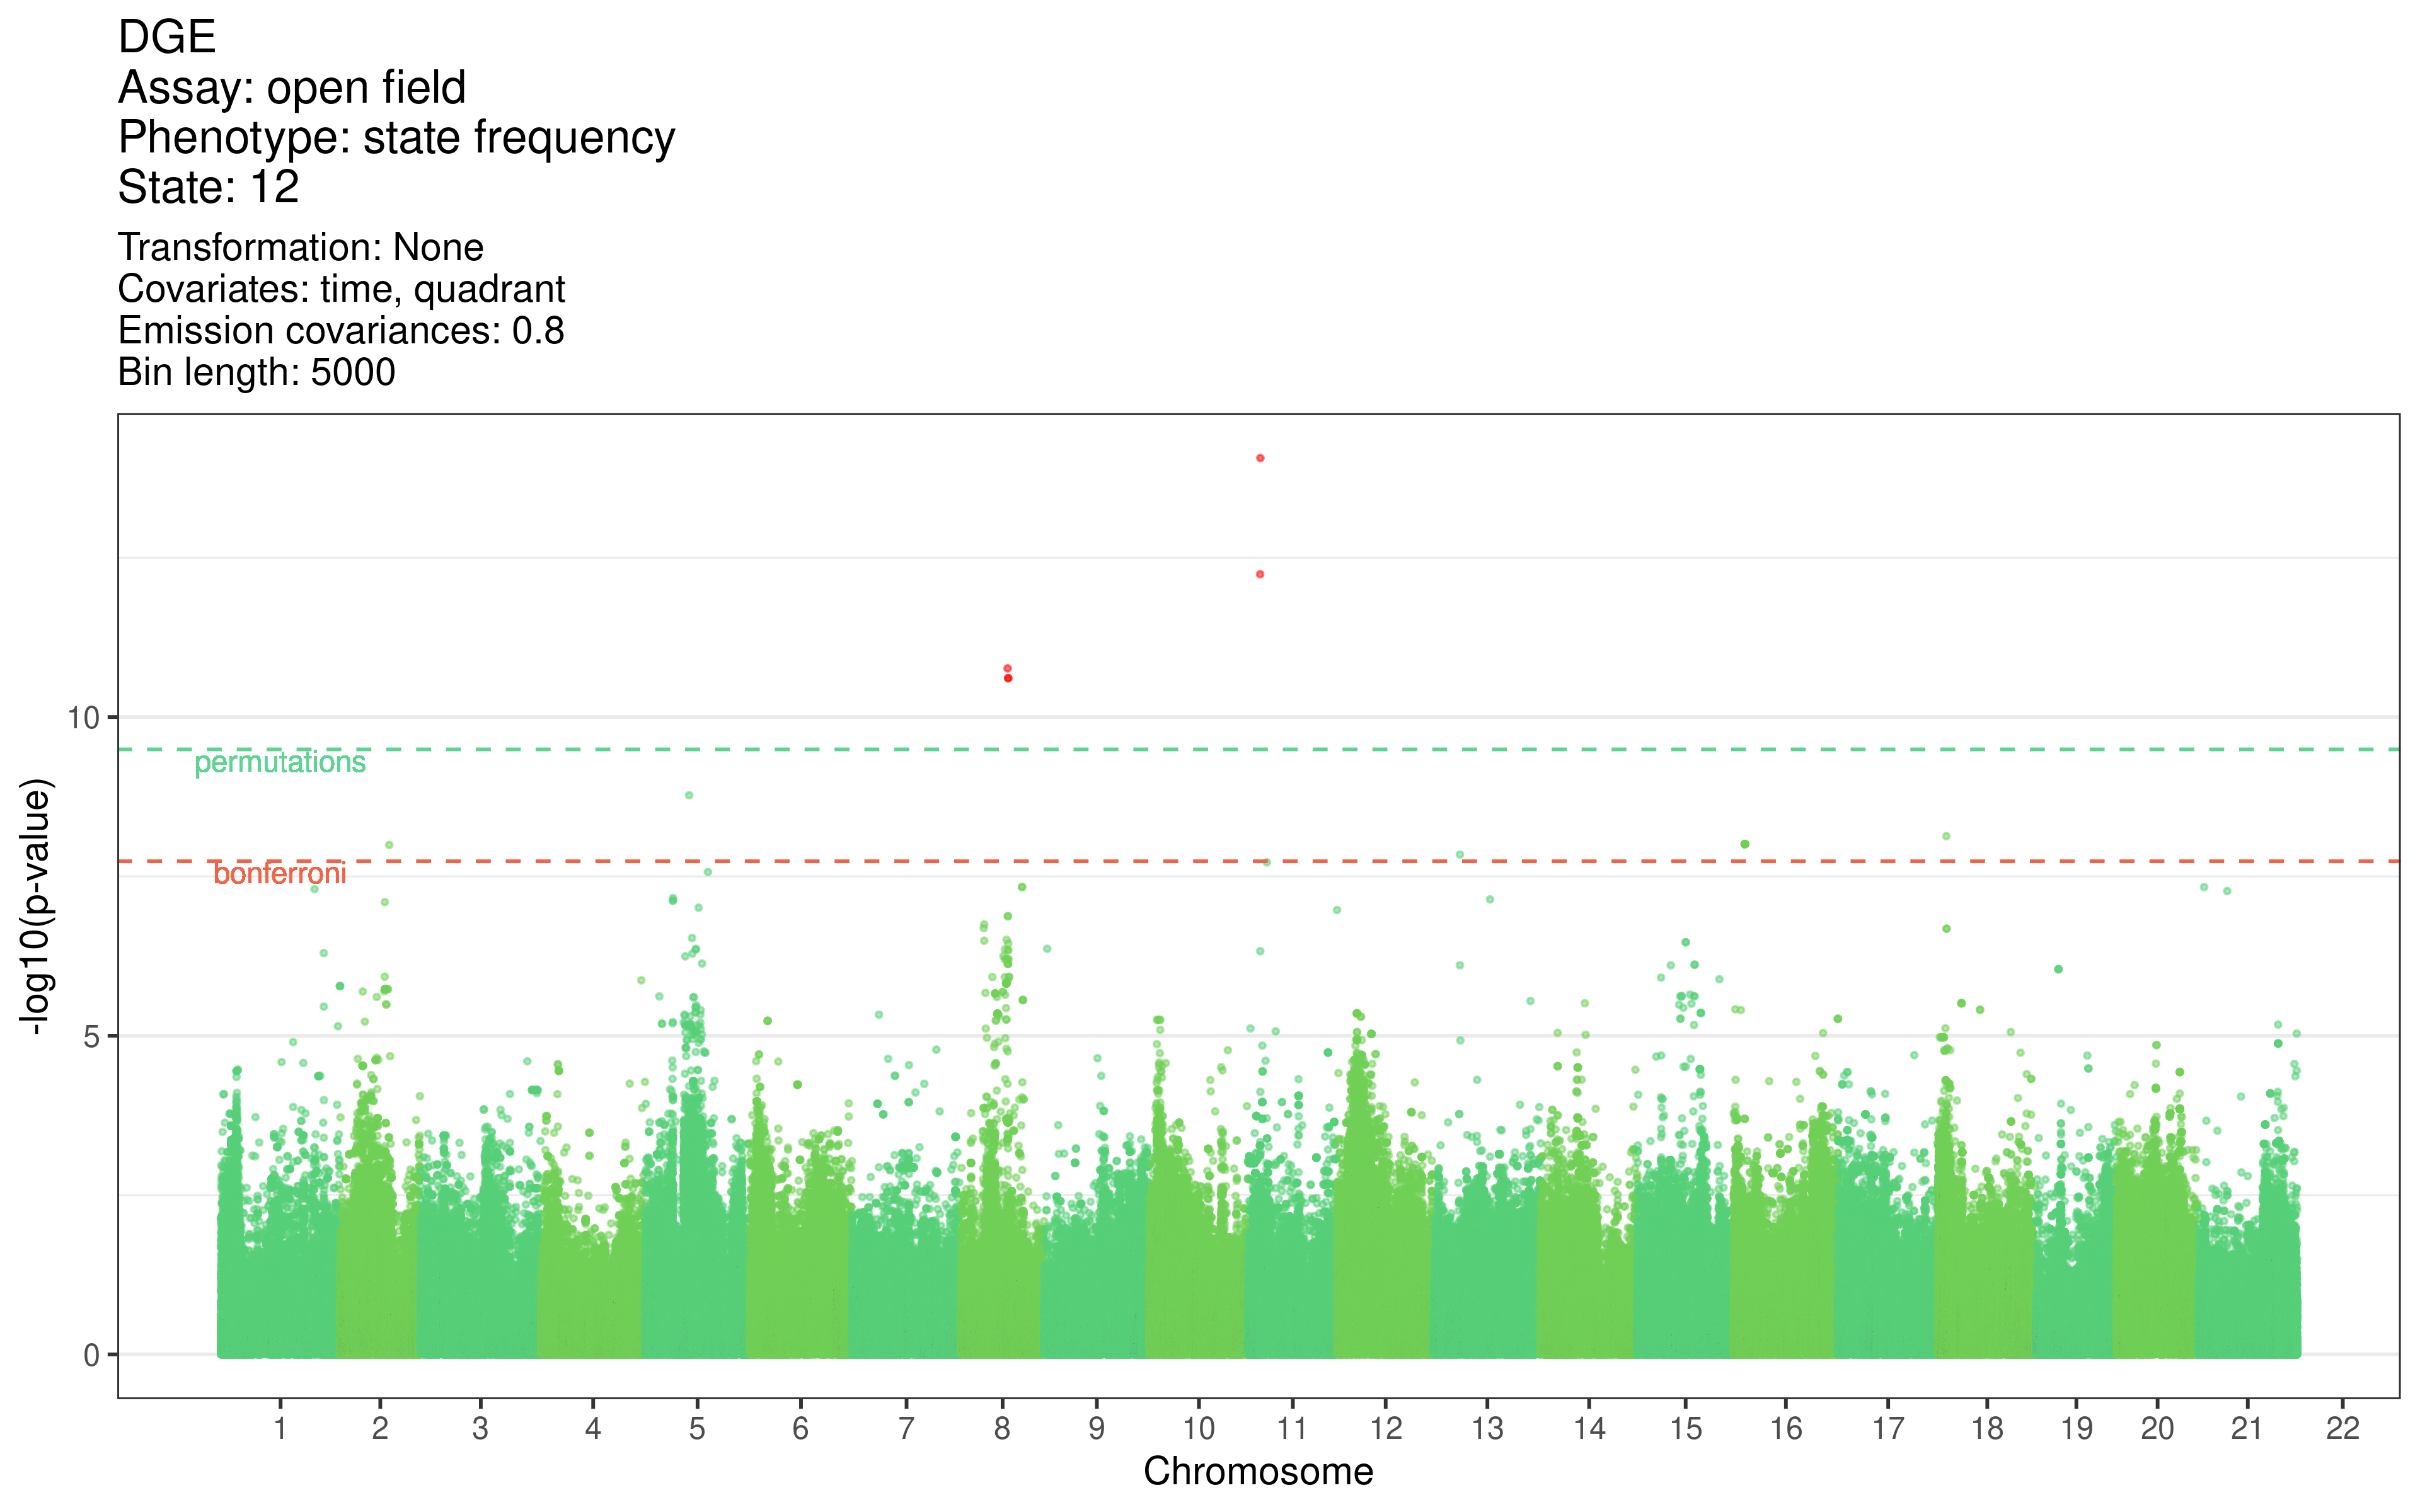 DGE
Assay: open field
Phenotype: state frequency
State: 12
Transformation: None
Covariates: time, quadrant
Emission covariances: 0.8
Bin length: 5000
10
permutations
bonferroni
5
0
-log10(p-value)
1 2 3 4 5 6 7 8 9 10 11 12 13 14 15 16 17 18 19 20 21 22
Chromosome